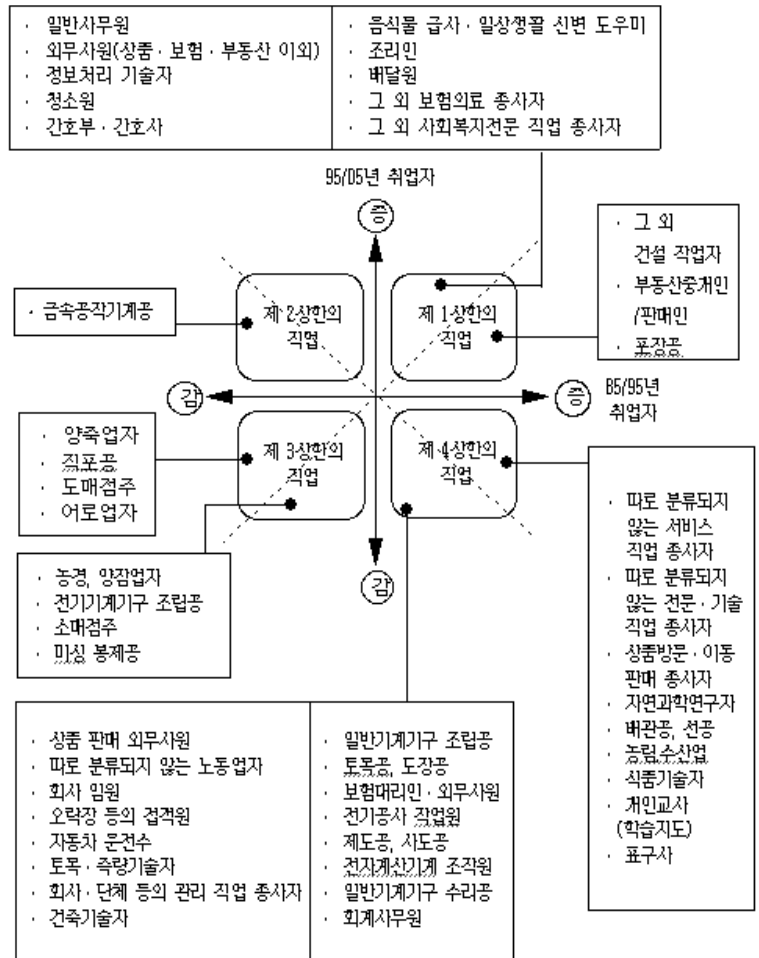 · 일반사무원
· 외무사원(상품 · 보험 · 부동산 이외)
· 정보처리 기술자
· 청소원
· 간호부 · 간호사
· 음식물 급사 · 일상생활 신변 도우미
· 조리인
· 배달원
· 그 외 보험의료 종사자
· 그 외 사회복지전문 직업 종사자
95/05년 취업자
증
· 그 외
건설 작업자
· 부동산중개인
/판매인
· 포장공
· 금속공작기계공
제 2상한의
직업
제 1상한의
직업
감
증
85/95년
취업자
· 양축업자
· 직포공
· 도매점주
· 어로업자
제 3상한의
직업
제 4상한의
직업
감
· 농경, 양잠업자
· 전기기계기구 조립공
· 소매점주
· 미싱 봉제공
· 따로 분류되지
않는 서비스
직업 종사자
· 따로 분류되지
않는 전문 · 기술
직업 종사자
· 상품방문 · 이동
판매 종사자
· 자연과학연구자
· 배관공, 선공
· 농림수산업
· 식품기술자
· 개인교사
(학습지도)
· 표구사
· 상품 판매 외무사원
· 따로 분류되지 않는 노동업자
· 회사 임원
· 오락장 등의 접객원
· 자동차 운전수
· 토목 · 측량기술자
· 회사 · 단체 등의 관리 직업 종사자
· 건축기술자
· 일반기계기구 조립공
· 토목공, 도장공
· 보험대리인 · 외무사원
· 전기공사 작업원
· 제도공, 사도공
· 전자계산기계 조작원
· 일반기계기구 수리공
· 회계사무원